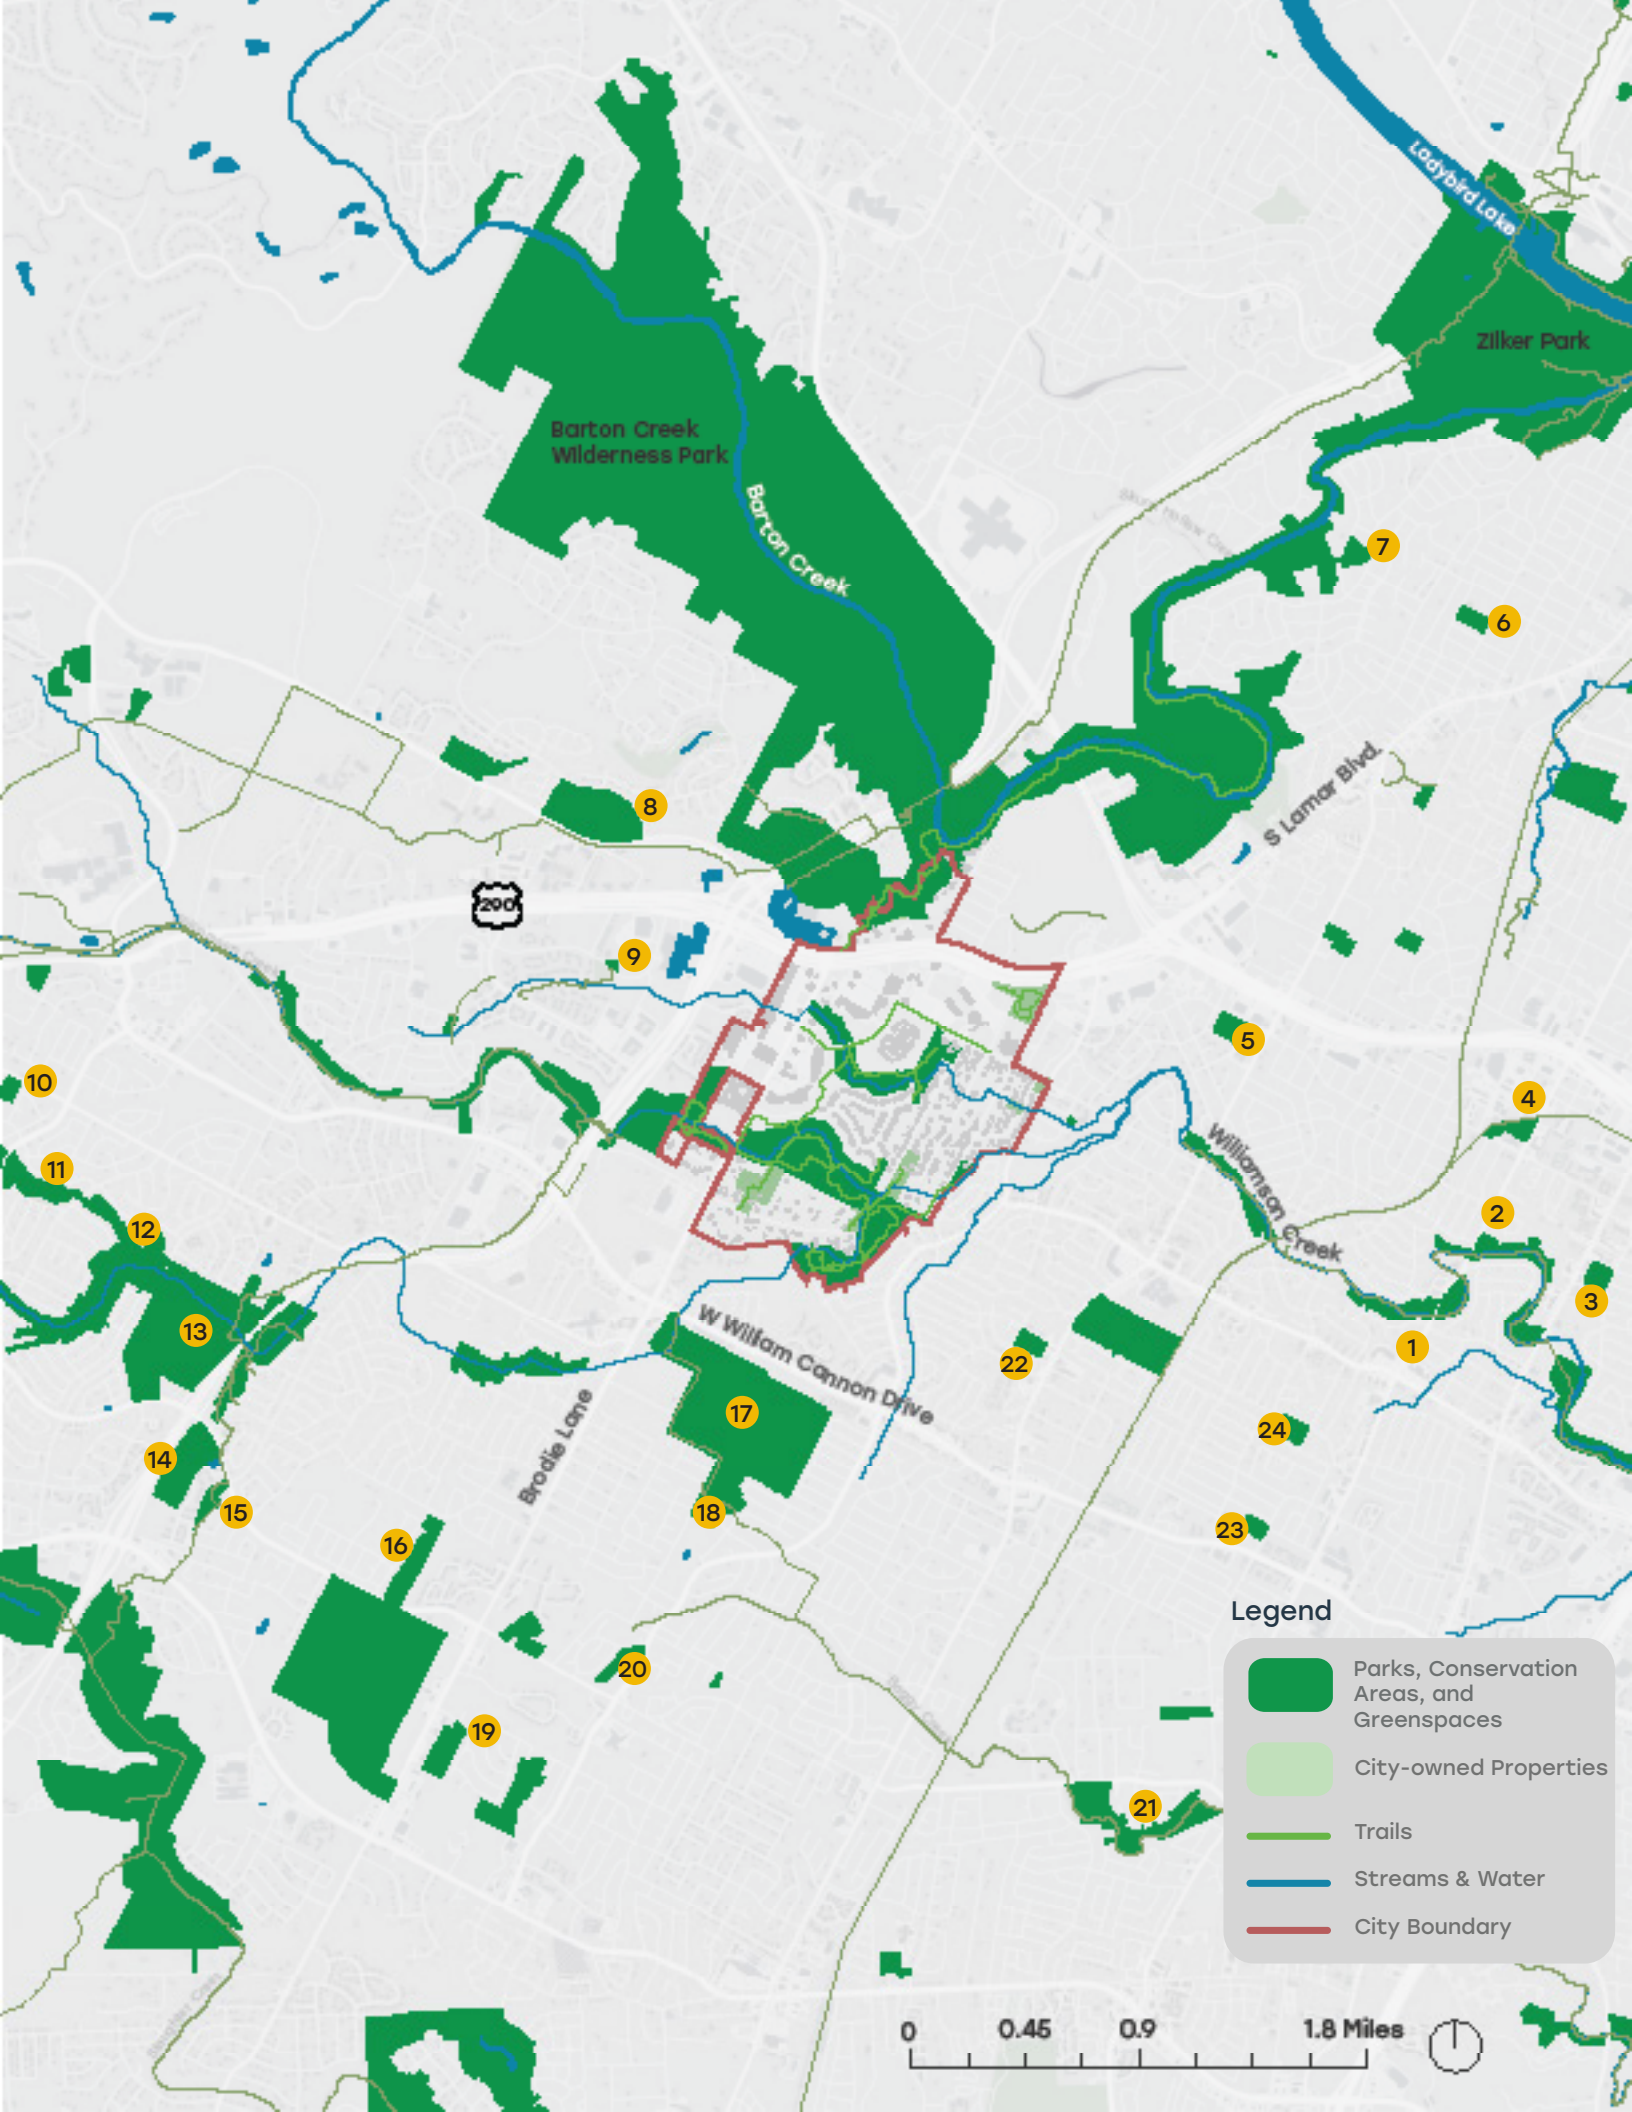 Ladybird Lake
Zilker Park
Barton Creek
Wilderness Park
Barton Creek
7
6
S Lamar Blvd.
8
290
9
5
10
4
11
Williamson
Creek
2
12
3
13
W William Cannon Drive
1
22
Brodie Lane
17
24
14
15
18
23
16
20
19
21
Legend
Parks, Conservation
Areas, and
Greenspaces
City-owned Properties
Trails
Streams & Water
City Boundary
0 0.45 0.9 1.8 Miles